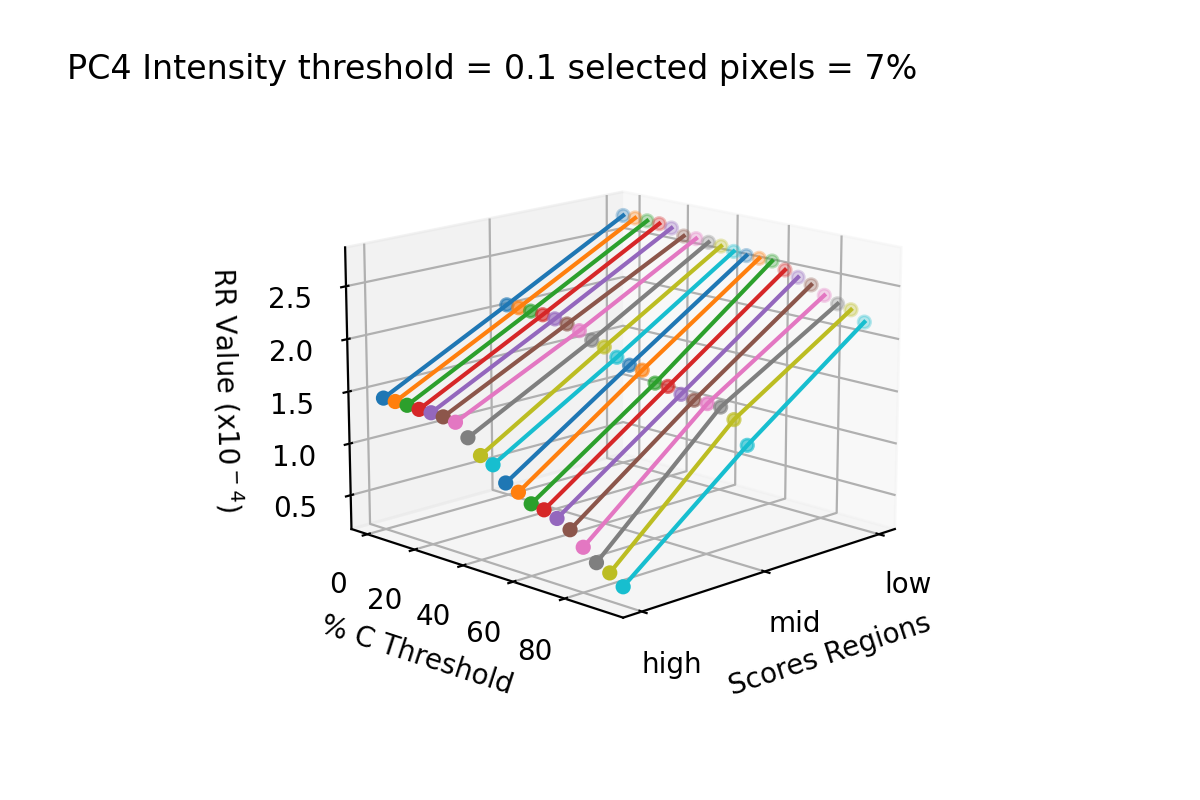 PC4 Intensity threshold = 0.1 selected pixels = 7%
RR Value (x10⁻⁴)
2.5
2.0
1.5
1.0
0.5
0
20
40
60
80
% C Threshold
high
mid
low
Scores Regions